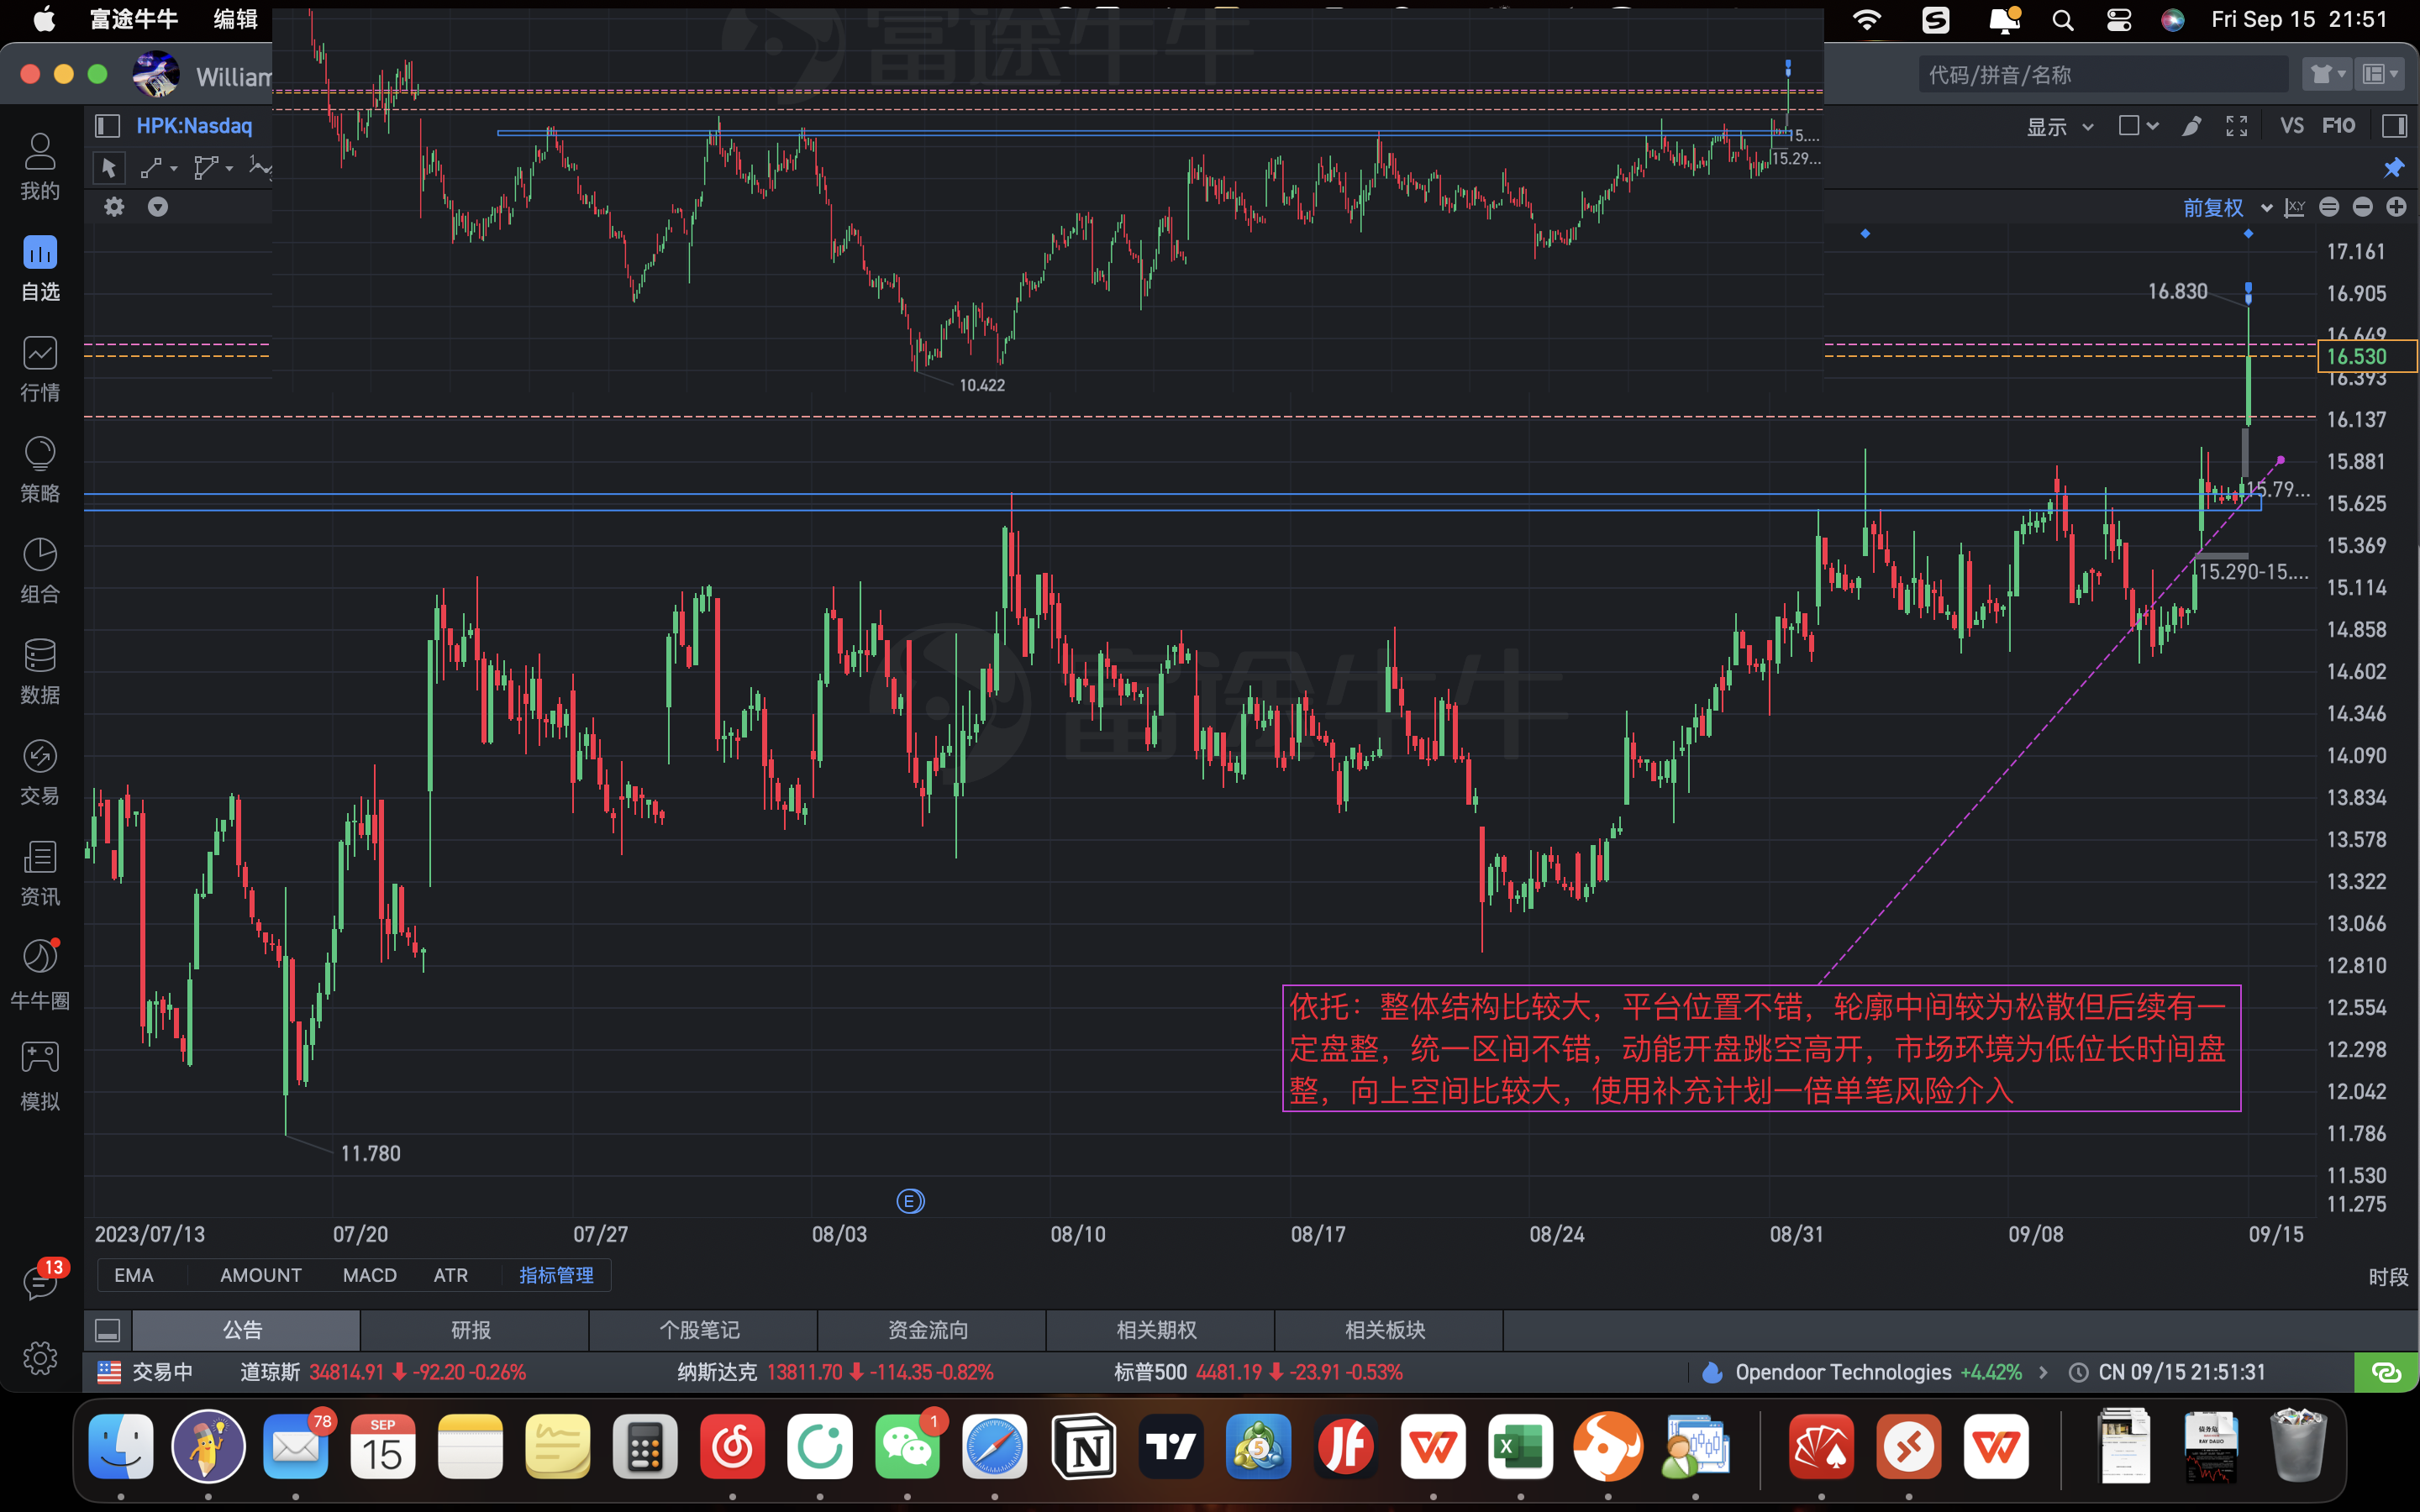 富途牛牛
编辑
Fri Sep 15 21:51
William
代码/拼音/名称
HPK:Nasdaq
显示
VS
F10
前复权
我的
自选
行情
策略
组合
数据
交易
资讯
牛牛圈
模拟
13
富途牛牛
15....
15.29...
10.422
16.830
15.79...
15.290-15....
11.780
富途牛牛
17.161
16.905
16.649
16.530
16.393
16.137
15.881
15.625
15.369
15.114
14.858
14.602
14.346
14.090
13.834
13.578
13.322
13.066
12.810
12.554
12.298
12.042
11.786
11.530
11.275
依托：整体结构比较大，平台位置不错，轮廓中间较为松散但后续有一
定盘整，统一区间不错，动能开盘跳空高开，市场环境为低位长时间盘
整，向上空间比较大，使用补充计划一倍单笔风险介入
E
2023/07/13 07/20 07/27 08/03 08/10 08/17 08/24 08/31 09/08 09/15
EMA AMOUNT MACD ATR 指标管理
时段
公告 研报 个股笔记 资金流向 相关期权 相关板块
交易中 道琼斯 34814.91 -92.20 -0.26% 纳斯达克 13811.70 -114.35 -0.82% 标普500 4481.19 -23.91 -0.53% Opendoor Technologies +4.42% CN 09/15 21:51:31
78
SEP
15
1
5
JF